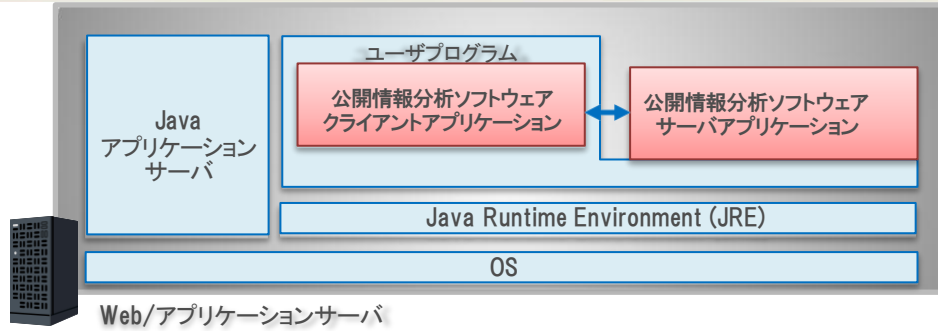 ユーザプログラム
公開情報分析ソフトウェア
クライアントアプリケーション
公開情報分析ソフトウェア
サーバアプリケーション
Java
アプリケーション
サーバ
Java Runtime Environment (JRE)
OS
Web/アプリケーションサーバ